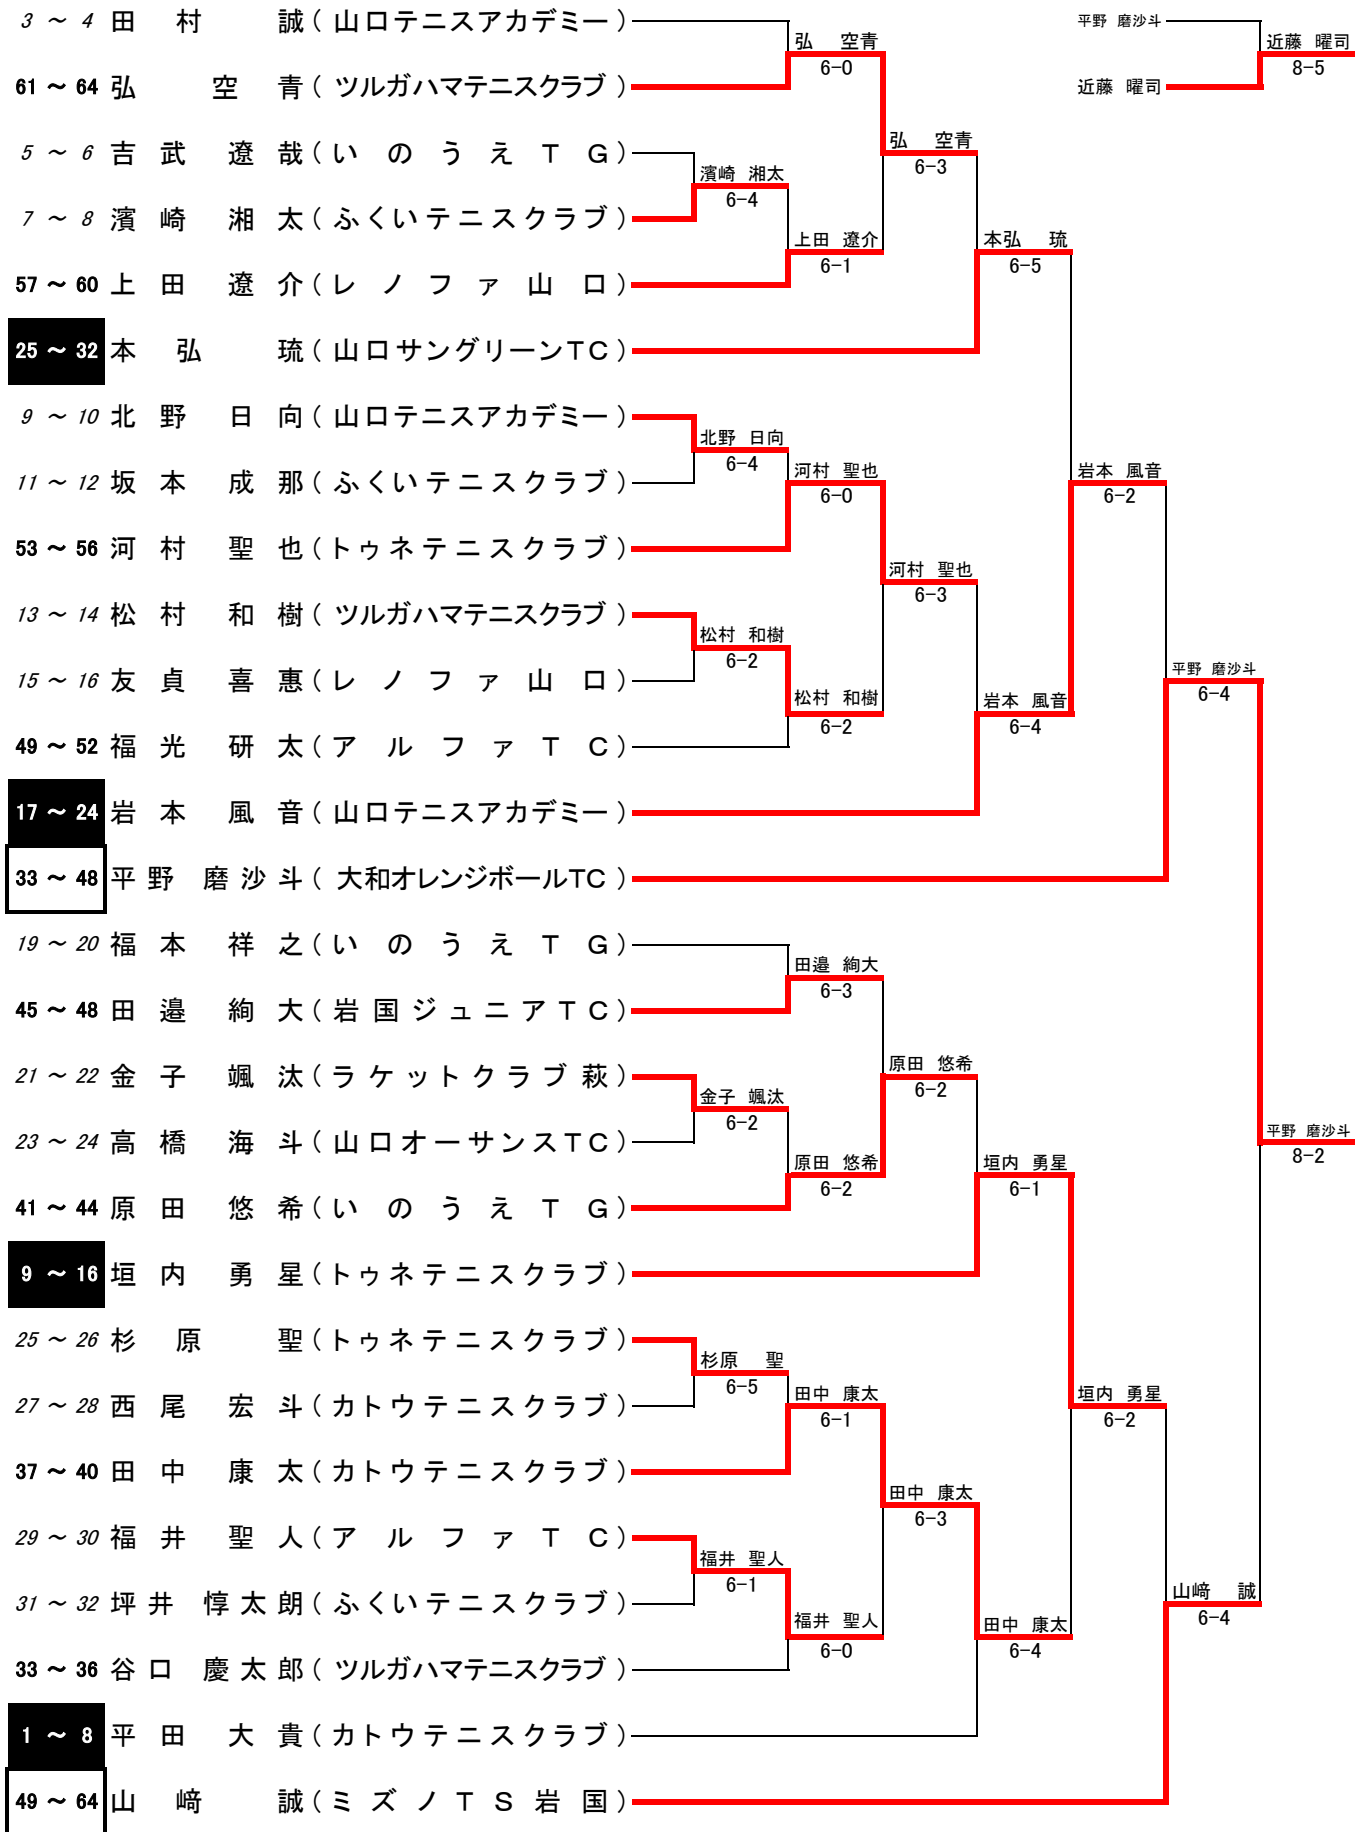 3 ～ 4 田 村 誠 ( 山口テニスアカデミー )
61 ～ 64 弘 空 青 ( ツルガハマテニスクラブ )
5 ～ 6 吉 武 遼 哉 ( い の う え T G )
7 ～ 8 濱 崎 湘 太 ( ふくいテニスクラブ )
57 ～ 60 上 田 遼 介 ( レ ノ フ ァ 山 口 )
25 ～ 32 本 弘 琉 ( 山口サングリーンTC )
9 ～ 10 北 野 日 向 ( 山口テニスアカデミー )
11 ～ 12 坂 本 成 那 ( ふくいテニスクラブ )
53 ～ 56 河 村 聖 也 ( トゥネテニスクラブ )
13 ～ 14 松 村 和 樹 ( ツルガハマテニスクラブ )
15 ～ 16 友 貞 喜 惠 ( レ ノ フ ァ 山 口 )
49 ～ 52 福 光 研 太 ( ア ル フ ァ T C )
17 ～ 24 岩 本 風 音 ( 山口テニスアカデミー )
33 ～ 48 平 野 磨 沙 斗 ( 大和オレンジボールTC )
19 ～ 20 福 本 祥 之 ( い の う え T G )
45 ～ 48 田 邉 絢 大 ( 岩 国 ジ ュ ニ ア T C )
21 ～ 22 金 子 颯 汰 ( ラ ケ ッ ト ク ラ ブ 萩 )
23 ～ 24 高 橋 海 斗 ( 山口オーサンスTC )
41 ～ 44 原 田 悠 希 ( い の う え T G )
9 ～ 16 垣 内 勇 星 ( トゥネテニスクラブ )
25 ～ 26 杉 原 聖 ( トゥネテニスクラブ )
27 ～ 28 西 尾 宏 斗 ( カトウテニスクラブ )
37 ～ 40 田 中 康 太 ( カトウテニスクラブ )
29 ～ 30 福 井 聖 人 ( ア ル フ ァ T C )
31 ～ 32 坪 井 惇 太 朗 ( ふくいテニスクラブ )
33 ～ 36 谷 口 慶 太 郎 ( ツルガハマテニスクラブ )
1 ～ 8 平 田 大 貴 ( カトウテニスクラブ )
49 ～ 64 山 﨑 誠 ( ミ ズ ノ T S 岩 国 )
濱崎 湘太
6-4
北野 日向
6-4
松村 和樹
6-2
金子 颯汰
6-2
杉原 聖
6-5
福井 聖人
6-1
弘 空青
6-0
上田 遼介
6-1
河村 聖也
6-0
松村 和樹
6-2
田邉 絢大
6-3
原田 悠希
6-2
田中 康太
6-1
福井 聖人
6-0
弘 空青
6-3
河村 聖也
6-3
原田 悠希
6-2
田中 康太
6-3
本弘 琉
6-5
岩本 風音
6-4
垣内 勇星
6-1
田中 康太
6-4
岩本 風音
6-2
垣内 勇星
6-2
平野 磨沙斗
6-4
山﨑 誠
6-4
平野 磨沙斗
8-2
平野 磨沙斗
近藤 曜司
近藤 曜司
8-5